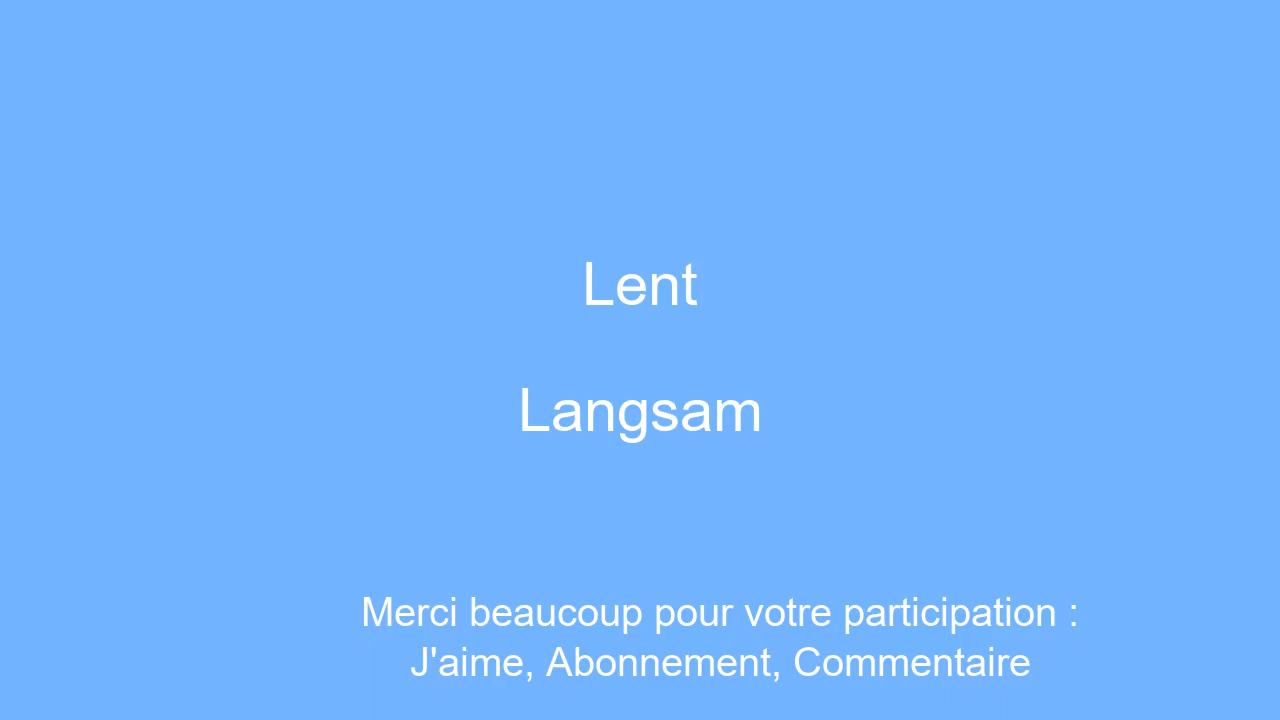 Lent
Langsam
Merci beaucoup pour votre participation :
J'aime, Abonnement, Commentaire